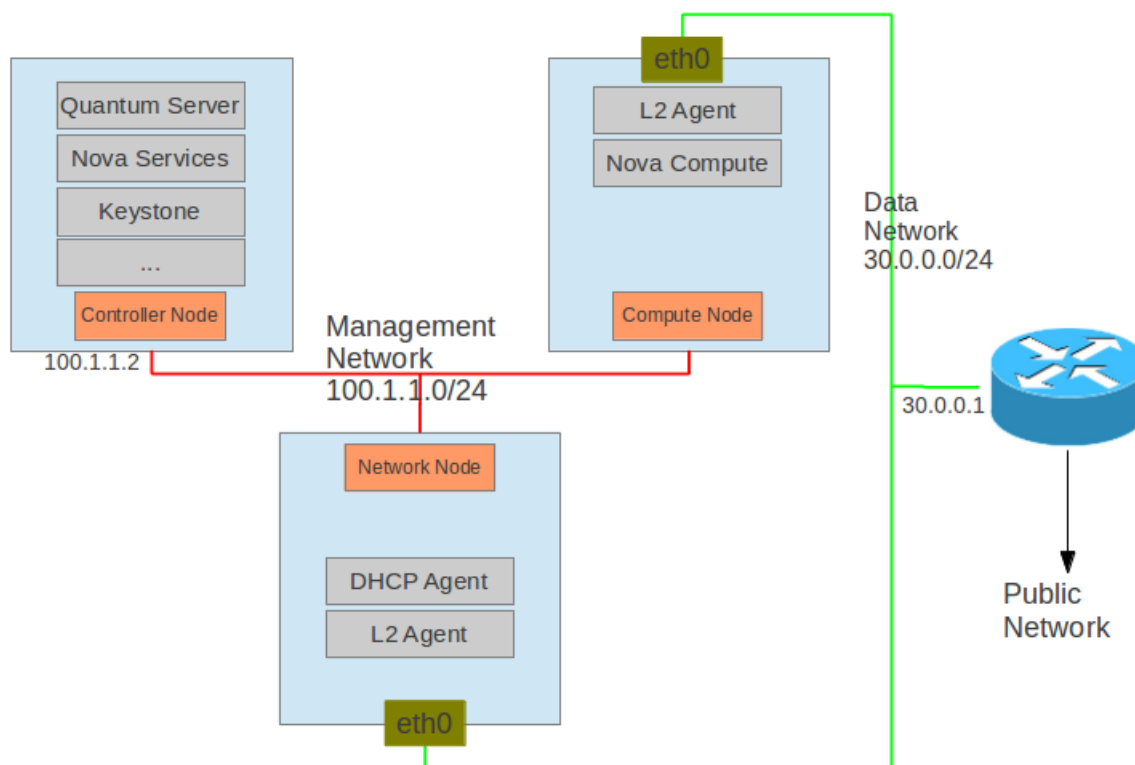 eth0
Quantum Server
Nova Services
Keystone
...
Controller Node
100.1.1.2
L2 Agent
Nova Compute
Compute Node
Management
Network
100.1.1.0/24
Data
Network
30.0.0.0/24
30.0.0.1
Network Node
DHCP Agent
L2 Agent
eth0
Public
Network